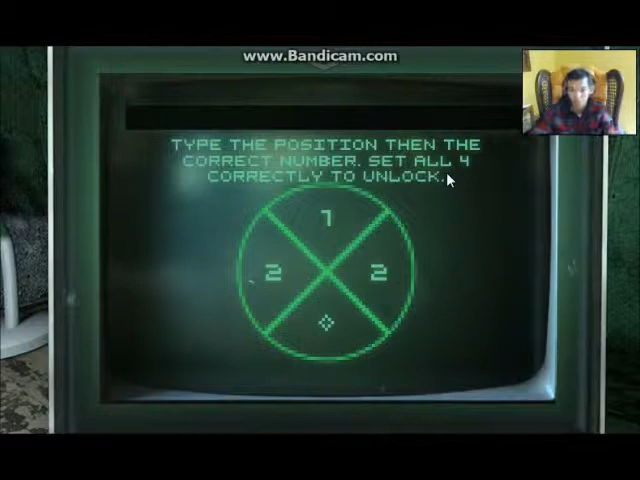 www.Bandicam.com
TYPE THE POSITION THEN THE
CORRECT NUMBER. SET ALL 4
CORRECTLY TO UNLOCK.
1
2 2